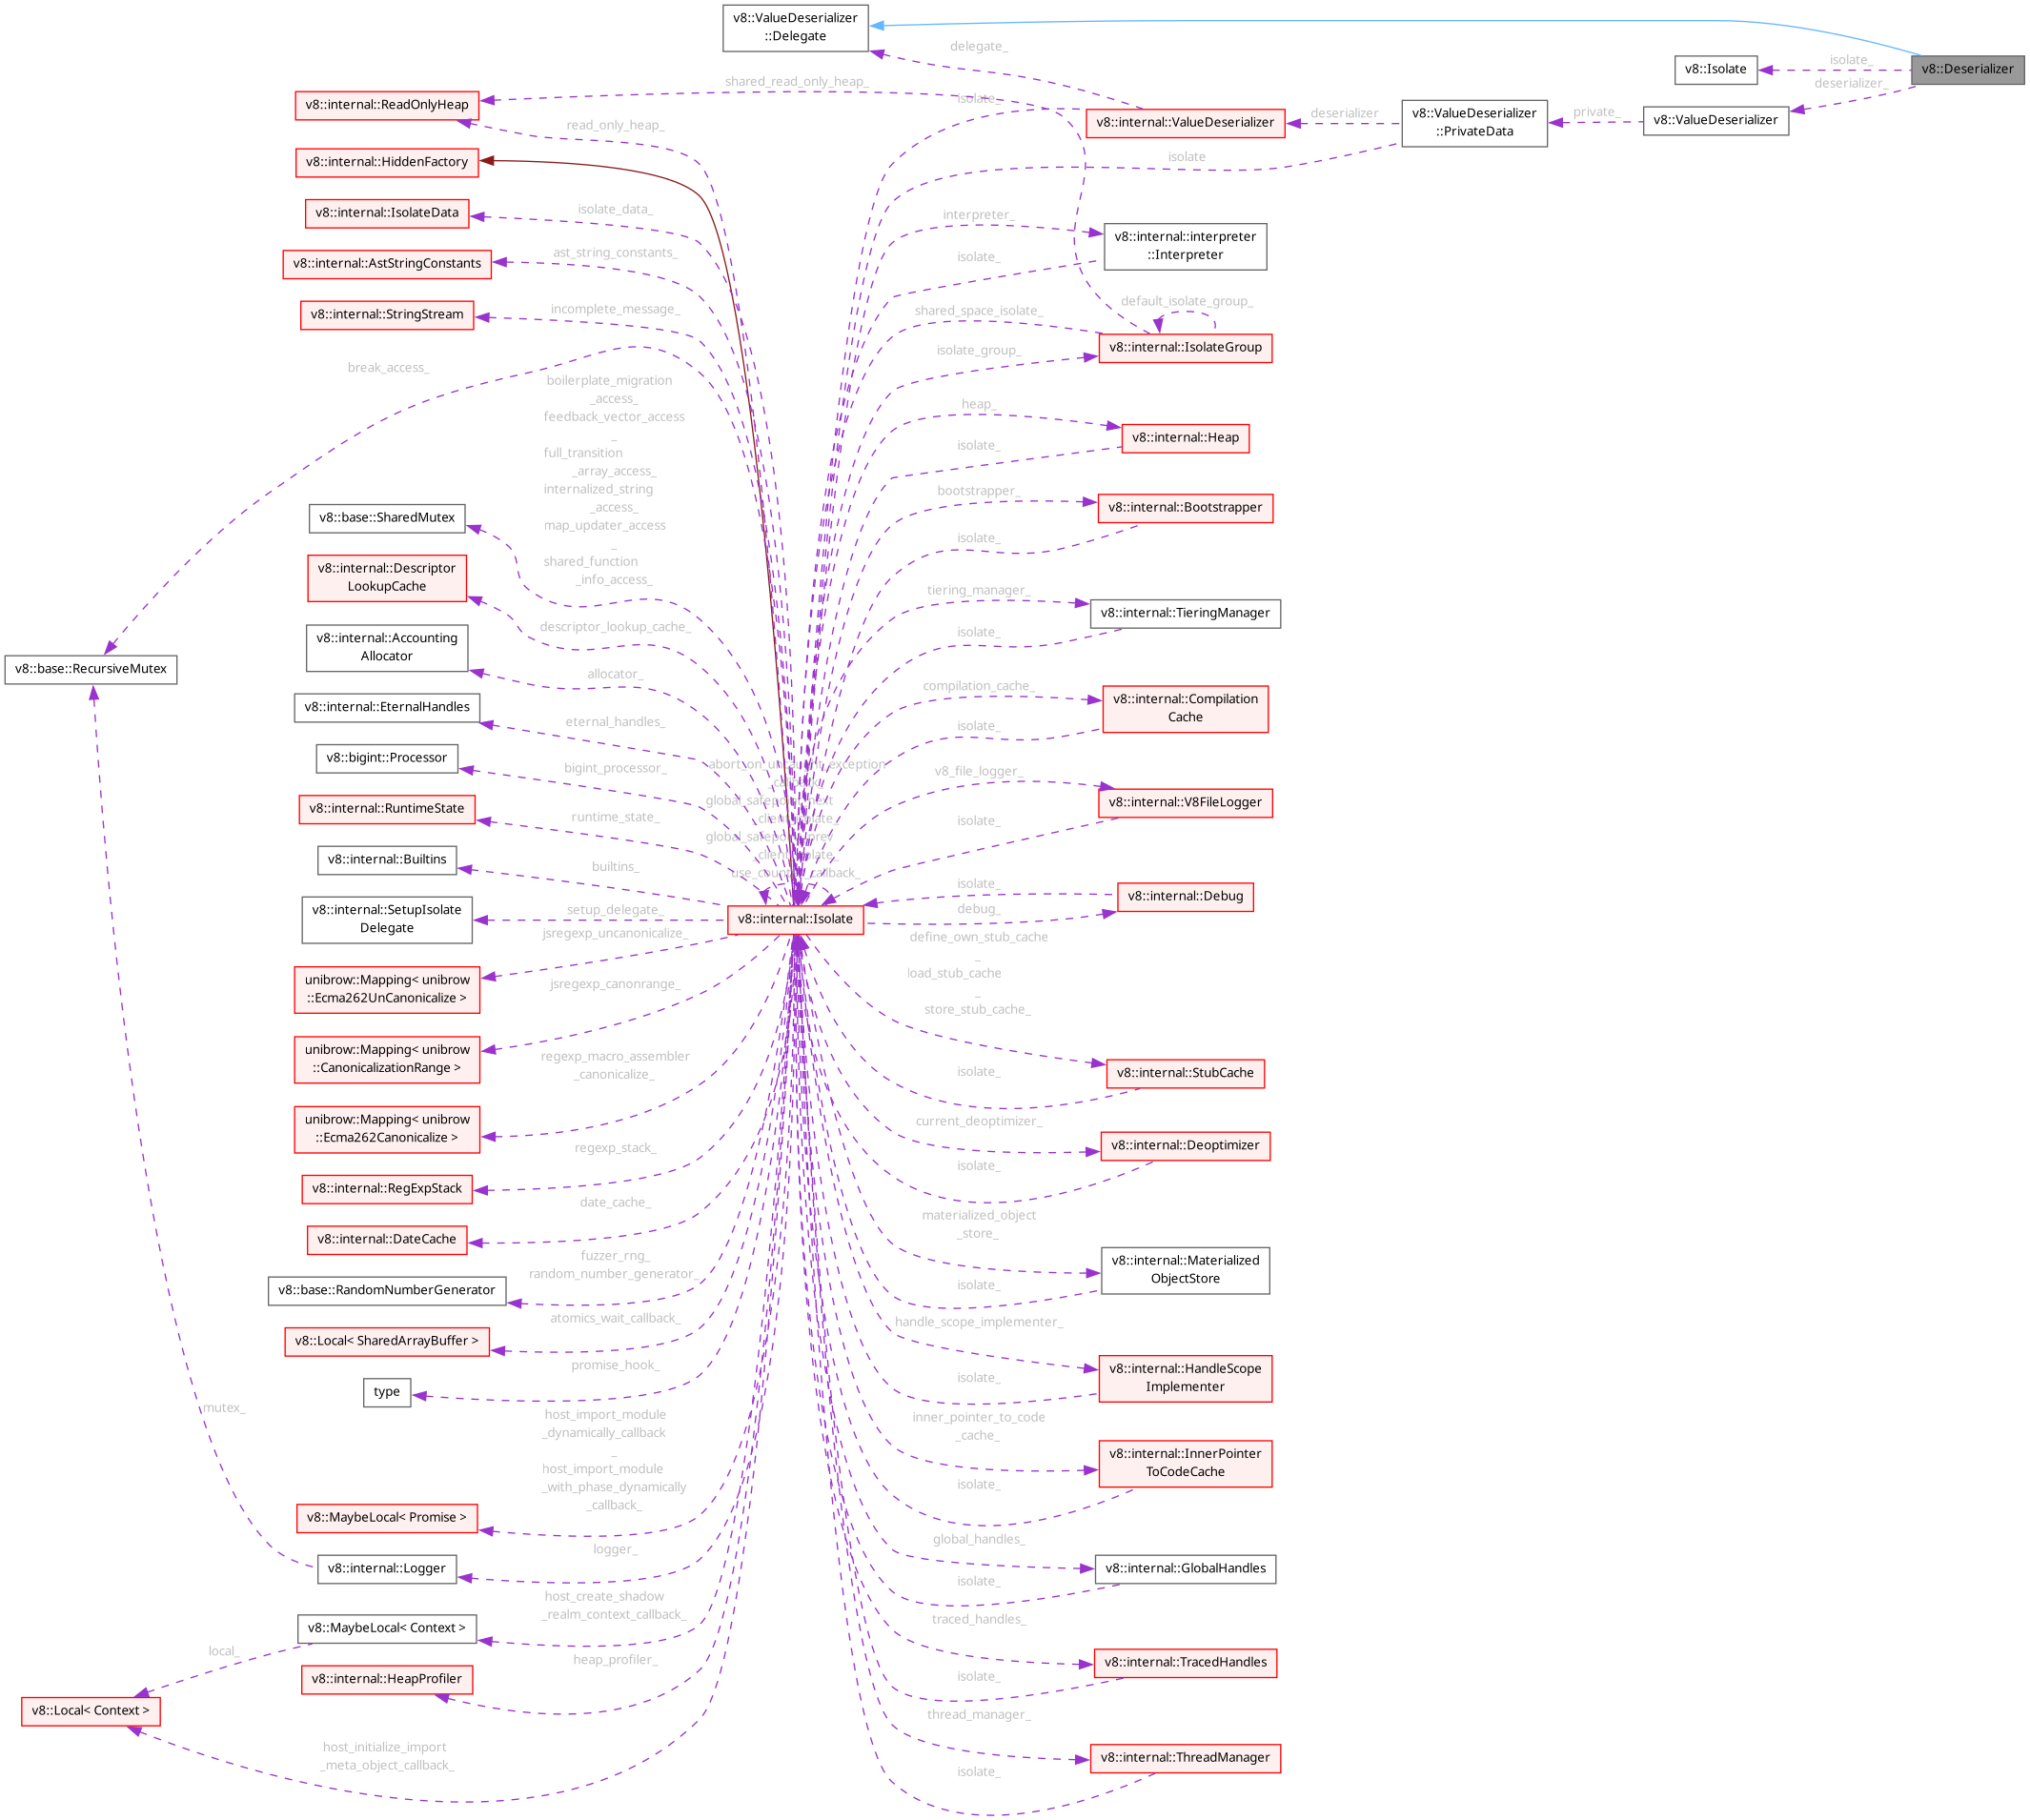 v8::ValueDeserializer
::Delegate
delegate_
isolate_
v8::Isolate
v8::Deserializer
deserializer_
shared_read_only_heap_
isolate_
v8::internal::ReadOnlyHeap
read_only_heap_
v8::internal::ValueDeserializer
deserializer
v8::ValueDeserializer
::PrivateData
private_
v8::ValueDeserializer
v8::internal::HiddenFactory
isolate
v8::internal::IsolateData
isolate_data_
interpreter_
v8::internal::interpreter
::Interpreter
v8::internal::AstStringConstants
ast_string_constants_
isolate_
v8::internal::StringStream
incomplete_message_
shared_space_isolate_
default_isolate_group_
isolate_group_
v8::internal::IsolateGroup
break_access_
boilerplate_migration
_access_
feedback_vector_access
_
full_transition
_array_access_
internalized_string
_access_
map_updater_access
_
shared_function
_info_access_
heap_
v8::internal::Heap
isolate_
bootstrapper_
v8::internal::Bootstrapper
isolate_
v8::base::SharedMutex
v8::internal::Descriptor
LookupCache
descriptor_lookup_cache_
tiering_manager_
v8::internal::TieringManager
isolate_
v8::internal::Accounting
Allocator
allocator_
v8::base::RecursiveMutex
compilation_cache_
v8::internal::Compilation
Cache
isolate_
v8::internal::EternalHandles
eternal_handles_
v8::bigint::Processor
bigint_processor_
abort_on_uncaught_exception
_callback_
global_safepoint_next
_client_isolate_
global_safepoint_prev
_client_isolate_
use_counter_callback_
v8_file_logger_
v8::internal::V8FileLogger
isolate_
v8::internal::RuntimeState
runtime_state_
v8::internal::Builtins
builtins_
v8::internal::SetupIsolate
Delegate
setup_delegate_
v8::internal::Isolate
isolate_
debug_
v8::internal::Debug
jsregexp_uncanonicalize_
unibrow::Mapping< unibrow
::Ecma262UnCanonicalize >
define_own_stub_cache
_
load_stub_cache
_
store_stub_cache_
jsregexp_canonrange_
unibrow::Mapping< unibrow
::CanonicalizationRange >
v8::internal::StubCache
isolate_
regexp_macro_assembler
_canonicalize_
unibrow::Mapping< unibrow
::Ecma262Canonicalize >
current_deoptimizer_
v8::internal::Deoptimizer
isolate_
regexp_stack_
v8::internal::RegExpStack
date_cache_
v8::internal::DateCache
materialized_object
_store_
v8::internal::Materialized
ObjectStore
isolate_
fuzzer_rng_
random_number_generator_
v8::base::RandomNumberGenerator
atomics_wait_callback_
v8::Local< SharedArrayBuffer >
handle_scope_implementer_
v8::internal::HandleScope
Implementer
isolate_
promise_hook_
type
mutex_
host_import_module
_dynamically_callback
_
host_import_module
_with_phase_dynamically
_callback_
v8::MaybeLocal< Promise >
inner_pointer_to_code
_cache_
v8::internal::InnerPointer
ToCodeCache
isolate_
logger_
v8::internal::Logger
global_handles_
v8::internal::GlobalHandles
isolate_
host_create_shadow
_realm_context_callback_
v8::MaybeLocal< Context >
local_
traced_handles_
v8::internal::TracedHandles
isolate_
heap_profiler_
v8::internal::HeapProfiler
v8::Local< Context >
host_initialize_import
_meta_object_callback_
thread_manager_
v8::internal::ThreadManager
isolate_